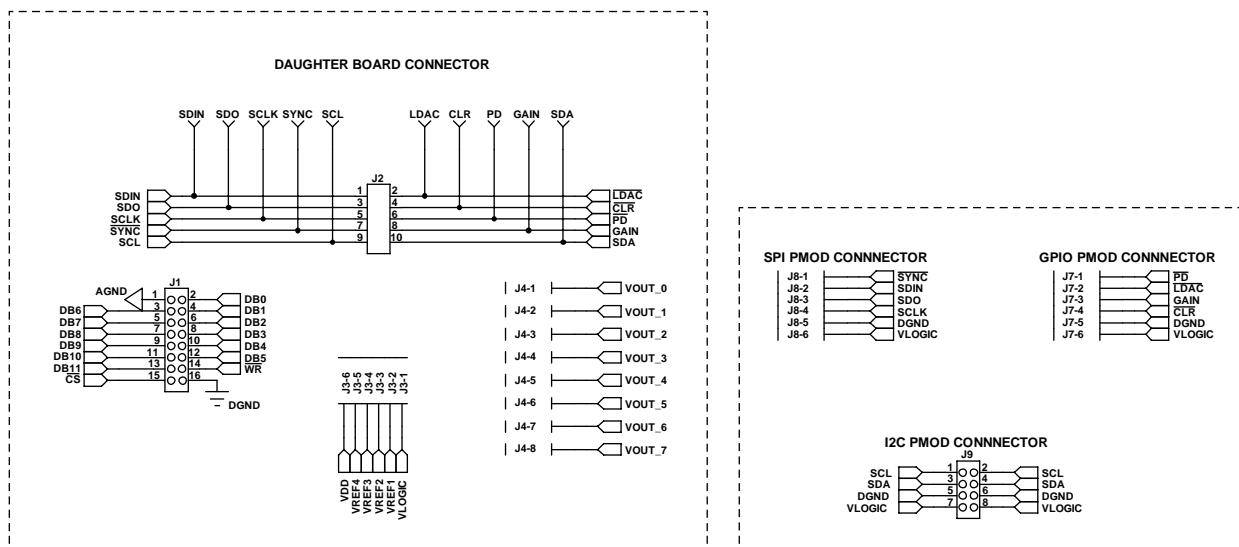 DAUGHTER BOARD CONNECTOR
SDIN SDO SCLK SYNC SCL LDAC CLR PD GAIN SDA
J2
SDIN 1 2 LDAC
SDO 3 4 CLR
SCLK 5 6 PD
SYNC 7 8 GAIN
SCL 9 10 SDA
J1
AGND 1 2 DB0
DB6 3 4 DB1
DB7 5 6 DB2
DB8 7 8 DB3
DB9 9 10 DB4
DB10 11 12 DB5
DB11 13 14 WR
CS 15 16
DGND
J3-6 J3-5 J3-4 J3-3 J3-2 J3-1
VDD VREF4 VREF3 VREF2 VREF1 VLOGIC
J4-1 VOUT_0
J4-2 VOUT_1
J4-3 VOUT_2
J4-4 VOUT_3
J4-5 VOUT_4
J4-6 VOUT_5
J4-7 VOUT_6
J4-8 VOUT_7
SPI PMOD CONNNECTOR
J8-1 SYNC
J8-2 SDIN
J8-3 SDO
J8-4 SCLK
J8-5 DGND
J8-6 VLOGIC
GPIO PMOD CONNNECTOR
J7-1 PD
J7-2 LDAC
J7-3 GAIN
J7-4 CLR
J7-5 DGND
J7-6 VLOGIC
I2C PMOD CONNNECTOR
J9
SCL 1 2 SCL
SDA 3 4 SDA
DGND 5 6 DGND
VLOGIC 7 8 VLOGIC